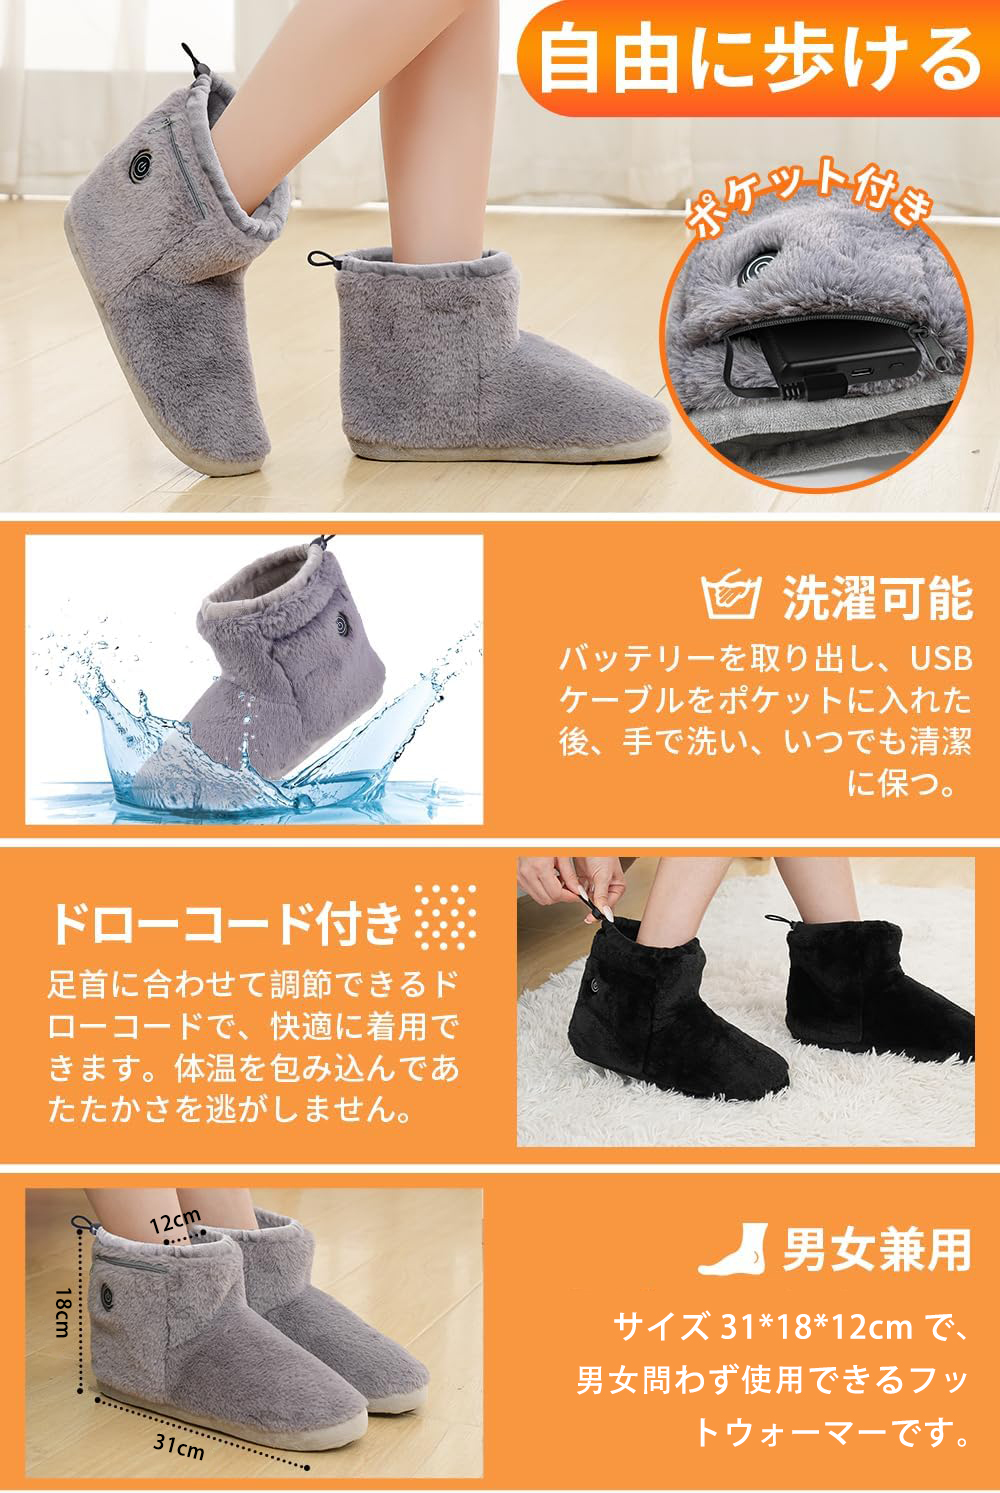 自由に歩ける
ポケット付き
洗濯可能
バッテリーを取り出し、USB
ケーブルをポケットに入れた
後、手で洗い、いつでも清潔
に保つ。
ドローコード付き
足首に合わせて調節できるド
ローコードで、快適に着用で
きます。体温を包み込んであ
たたかさを逃がしません。
12cm
18cm
31cm
男女兼用
サイズ 31*18*12cm で、
男女問わず使用できるフッ
トウォーマーです。